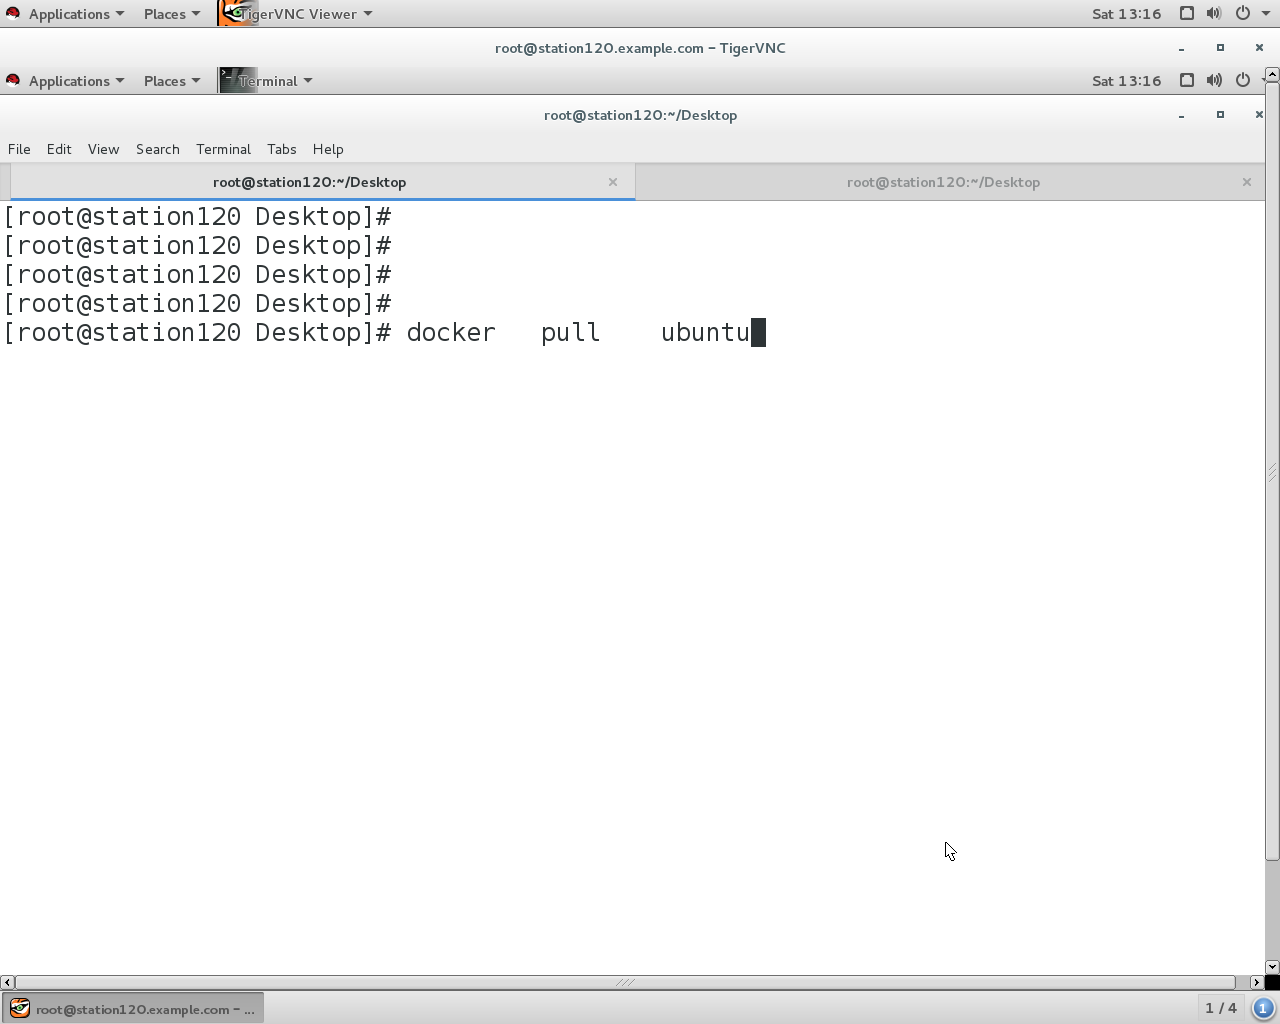 Applications Places TigerVNC Viewer Sat 13:16
root@station120.example.com - TigerVNC
Applications Places Terminal Sat 13:16
root@station120:~/Desktop
File Edit View Search Terminal Tabs Help
root@station120:~/Desktop root@station120:~/Desktop
[root@station120 Desktop]#
[root@station120 Desktop]#
[root@station120 Desktop]#
[root@station120 Desktop]#
[root@station120 Desktop]# docker   pull    ubuntu
root@station120.example.com - ... 1 / 4 1